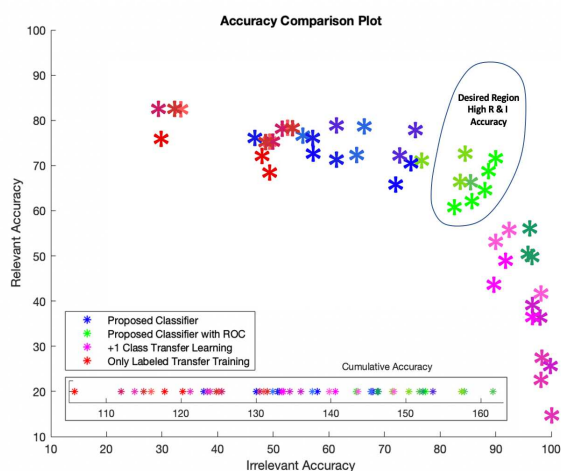 Accuracy Comparison Plot
100
90
80
70
60
50
40
30
20
10
Relevant Accuracy
Desired Region
High R & I
Accuracy
Proposed Classifier
Proposed Classifier with ROC
+1 Class Transfer Learning
Only Labeled Transfer Training
Cumulative Accuracy
110 120 130 140 150 160
10 20 30 40 50 60 70 80 90 100
Irrelevant Accuracy